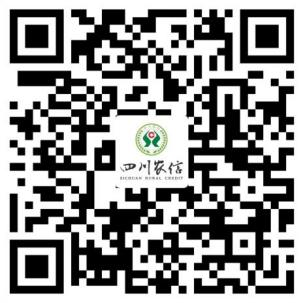 四川农信
SICHUAN RURAL CREDIT